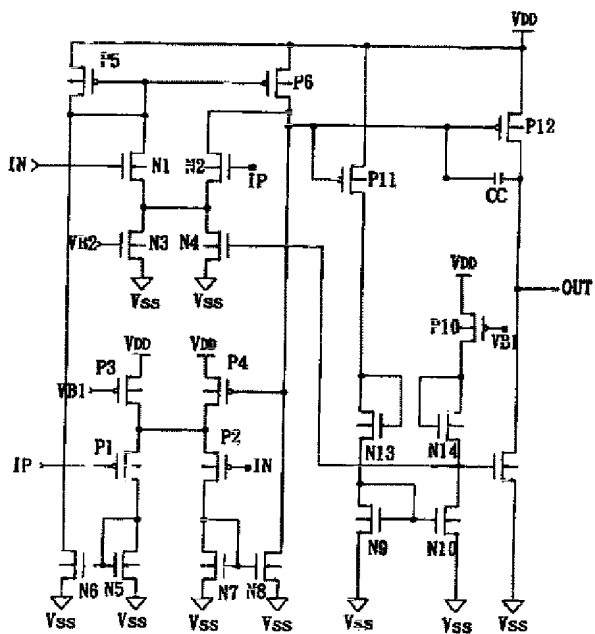 VDD
P5
P6
P12
IN
N1
N2
IP
P11
CC
VB2
N3
N4
VSS
VSS
VDD
OUT
P10
VB1
VDD
VDD
P3
P4
VB1
P1
P2
IP
IN
N13
N14
N9
N10
N6
N5
N7
N8
VSS
VSS
VSS
VSS
VSS
VSS
VSS